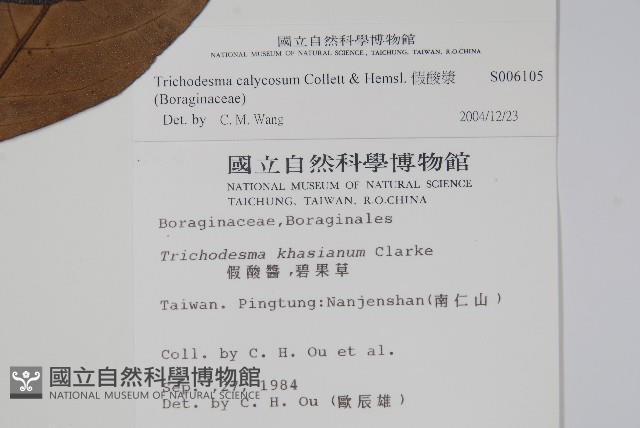 國立自然科學博物館
NATIONAL MUSEUM OF NATURAL SCIENCE, TAICHUNG, TAIWAN, R.O.CHINA
Trichodesma calycosum Collett & Hemsl. 假酸漿 S006105
(Boraginaceae)
Det. by C. M. Wang 2004/12/23
國立自然科學博物館
NATIONAL MUSEUM OF NATURAL SCIENCE
TAICHUNG, TAIWAN, R.O.CHINA
Boraginaceae,Boraginales
Trichodesma khasianum Clarke
假酸醬,碧果草
Taiwan. Pingtung:Nanjenshan(南仁山)
Coll. by C. H. Ou et al.
Sep. ,27, 1984
Det. by C. H. Ou (歐辰雄)
國立自然科學博物館
NATIONAL MUSEUM OF NATURAL SCIENCE